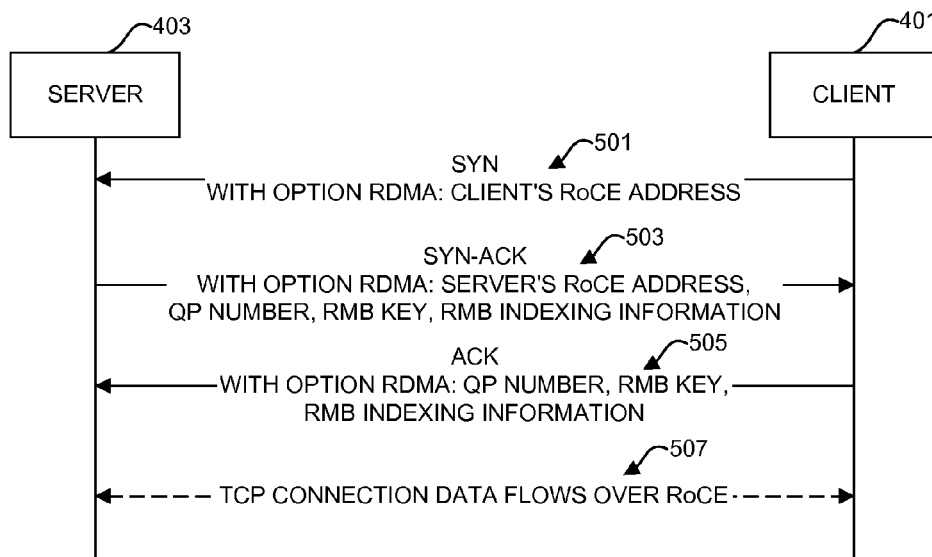 403
401
SERVER
CLIENT
501
SYN
WITH OPTION RDMA: CLIENT'S RoCE ADDRESS
503
SYN-ACK
WITH OPTION RDMA: SERVER'S RoCE ADDRESS,
QP NUMBER, RMB KEY, RMB INDEXING INFORMATION
505
ACK
WITH OPTION RDMA: QP NUMBER, RMB KEY,
RMB INDEXING INFORMATION
507
TCP CONNECTION DATA FLOWS OVER RoCE